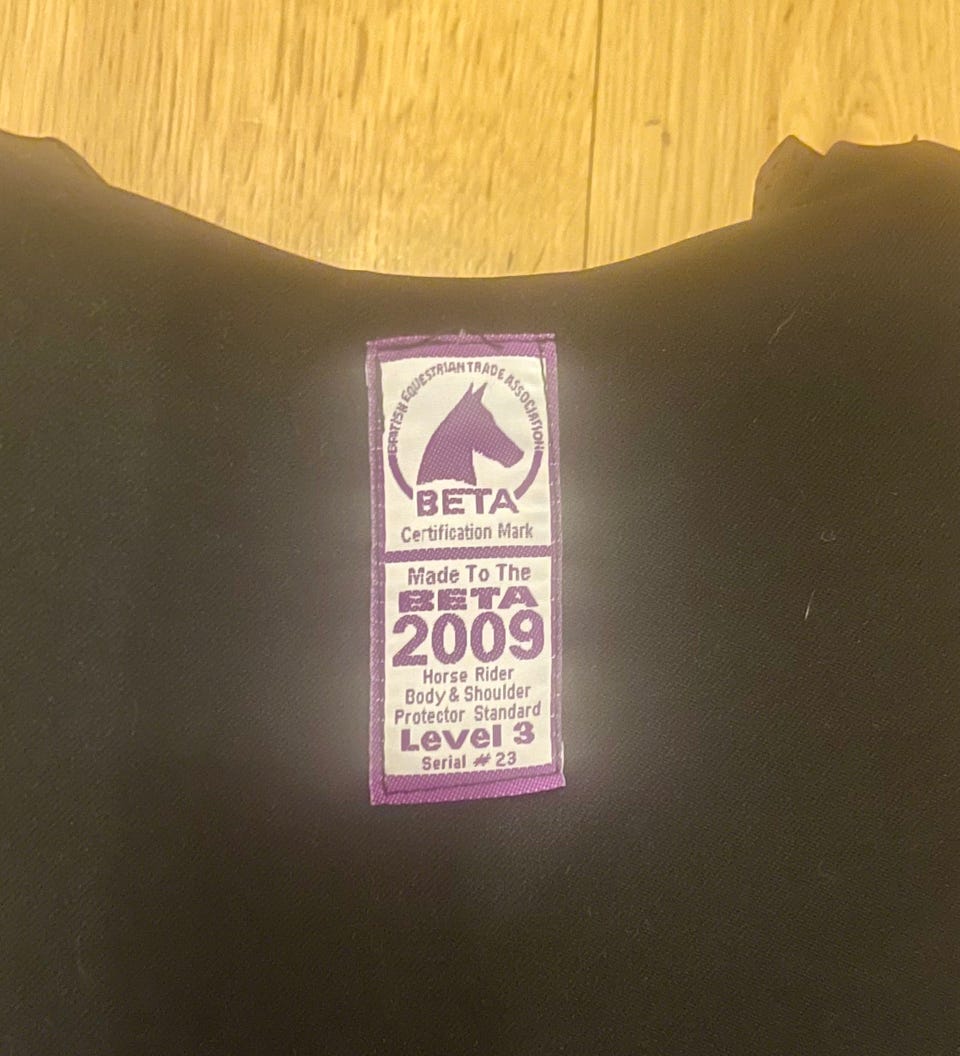 BRITISH EQUESTRIAN TRADE ASSOCIATION
BETA
Certification Mark
Made To The
BETA
2009
Horse Rider
Body & Shoulder
Protector Standard
Level 3
Serial # 23